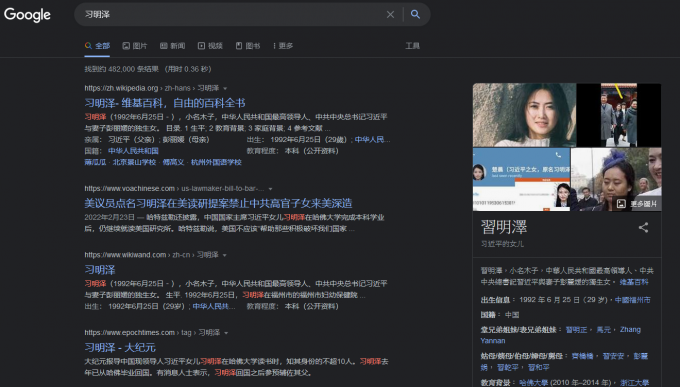 Google
习明泽
全部 图片 新闻 视频 图书 更多 工具
找到约 462,000 条结果 （用时 0.36 秒）
https://zh.wikipedia.org › zh-hans › 习明泽
习明泽- 维基百科，自由的百科全书
习明泽（1992年6月25日 - ），小名木子，中华人民共和国最高领导人、中共中央总书记习近平
与妻子彭丽媛的独生女。 目录. 1 生平; 2 教育背景; 3 家庭背景; 4 参考文献 ...
亲属： 习近平（父亲）; 彭丽媛（母亲） 出生： 1992年6月25日（29歲）; 中华人民...
国籍： 中华人民共和国 教育程度： 本科（公开资料）
蒋瓜瓜 · 北京景山学校 · 傅高义 · 杭州外国语学校
https://www.voachinese.com › us-lawmaker-bill-to-bar-...
美议员点名习明泽在美读研提案禁止中共高官子女来美深造
2022年2月23日 — 哈特兹勒还披露，中国国家主席习近平女儿习明泽在哈佛大学完成本科学业
后，仍继续就读美国研究所。哈特兹勒说，美国不应该"帮助那些积极破坏我们国家 ...
https://www.wikiwand.com › zh-cn › 习明泽
习明泽
习明泽（1992年6月25日－），小名木子，中华人民共和国最高领导人、中共中央总书记习近
平与妻子彭丽媛的独生女。 生平. 1992年6月25日，习明泽在福州市的福州市妇幼保健院 ...
出生： 1992年6月25日（29岁）; 中华人共... 教育程度： 本科（公开资料）
https://www.epochtimes.com › tag › 习明泽
习明泽 - 大纪元
大纪元报导中国现领导人习近平女儿习明泽在哈佛大学读书时，知其身份的不超10人。习明泽去
年已从哈佛毕业回国。有消息人士表示，习明泽回国之后参预辅佐其父。
更多图片
習明澤
习近平的女儿
習明澤，小名木子，中華人民共和國最高領導人、中共
中央總書記習近平與妻子彭麗媛的獨生女。 维基百科
出生信息： 1992 年 6 月 25 日（29 岁），中國福州市
国籍： 中国
堂兄弟姐妹/表兄弟姐妹： 習明正， 馬元， Zhang
Yannan
姑母/姨母/伯母/婶母/舅母： 齊橋橋， 習安安， 彭麗
娟， 習乾平， 習和平
教育背景： 哈佛大學 (2010 年–2014 年)， 浙江大學